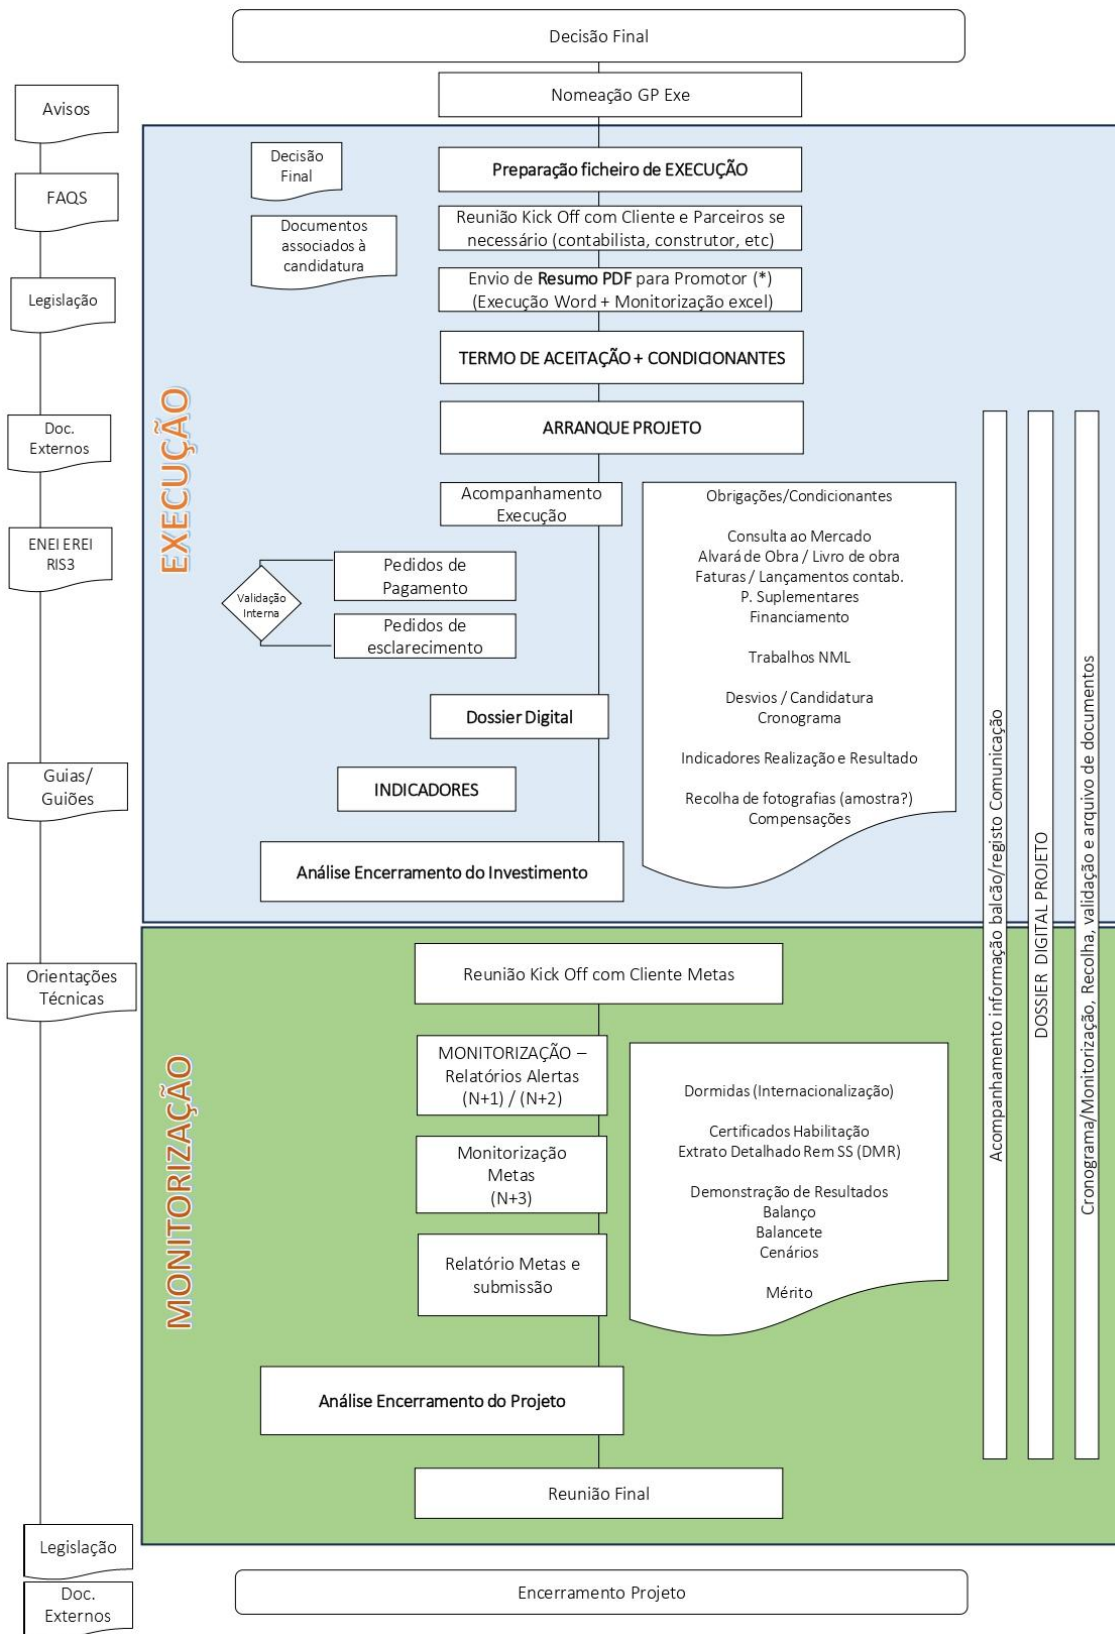 Decisão Final
Nomeação GP Exe
Avisos
FAQS
Legislação
Doc.
Externos
ENEI EREI
RIS3
Guias/
Guiões
Orientações
Técnicas
Legislação
Doc.
Externos
EXECUÇÃO
Decisão
Final
Documentos
associados à
candidatura
Preparação ficheiro de EXECUÇÃO
Reunião Kick Off com Cliente e Parceiros se
necessário (contabilista, construtor, etc)
Envio de Resumo PDF para Promotor (*)
(Execução Word + Monitorização excel)
TERMO DE ACEITAÇÃO + CONDICIONANTES
ARRANQUE PROJETO
Acompanhamento
Execução
Validação
Interna
Pedidos de
Pagamento
Pedidos de
esclarecimento
Dossier Digital
INDICADORES
Análise Encerramento do Investimento
Obrigações/Condicionantes
Consulta ao Mercado
Alvará de Obra / Livro de obra
Faturas / Lançamentos contab.
P. Suplementares
Financiamento
Trabalhos NML
Desvios / Candidatura
Cronograma
Indicadores Realização e Resultado
Recolha de fotografias (amostra?)
Compensações
Acompanhamento informação balcão/registo Comunicação
DOSSIER DIGITAL PROJETO
Cronograma/Monitorização, Recolha, validação e arquivo de documentos
MONITORIZAÇÃO
Reunião Kick Off com Cliente Metas
MONITORIZAÇÃO –
Relatórios Alertas
(N+1) / (N+2)
Monitorização
Metas
(N+3)
Relatório Metas e
submissão
Dormidas (Internacionalização)
Certificados Habilitação
Extrato Detalhado Rem SS (DMR)
Demonstração de Resultados
Balanço
Balancete
Cenários
Mérito
Análise Encerramento do Projeto
Reunião Final
Encerramento Projeto